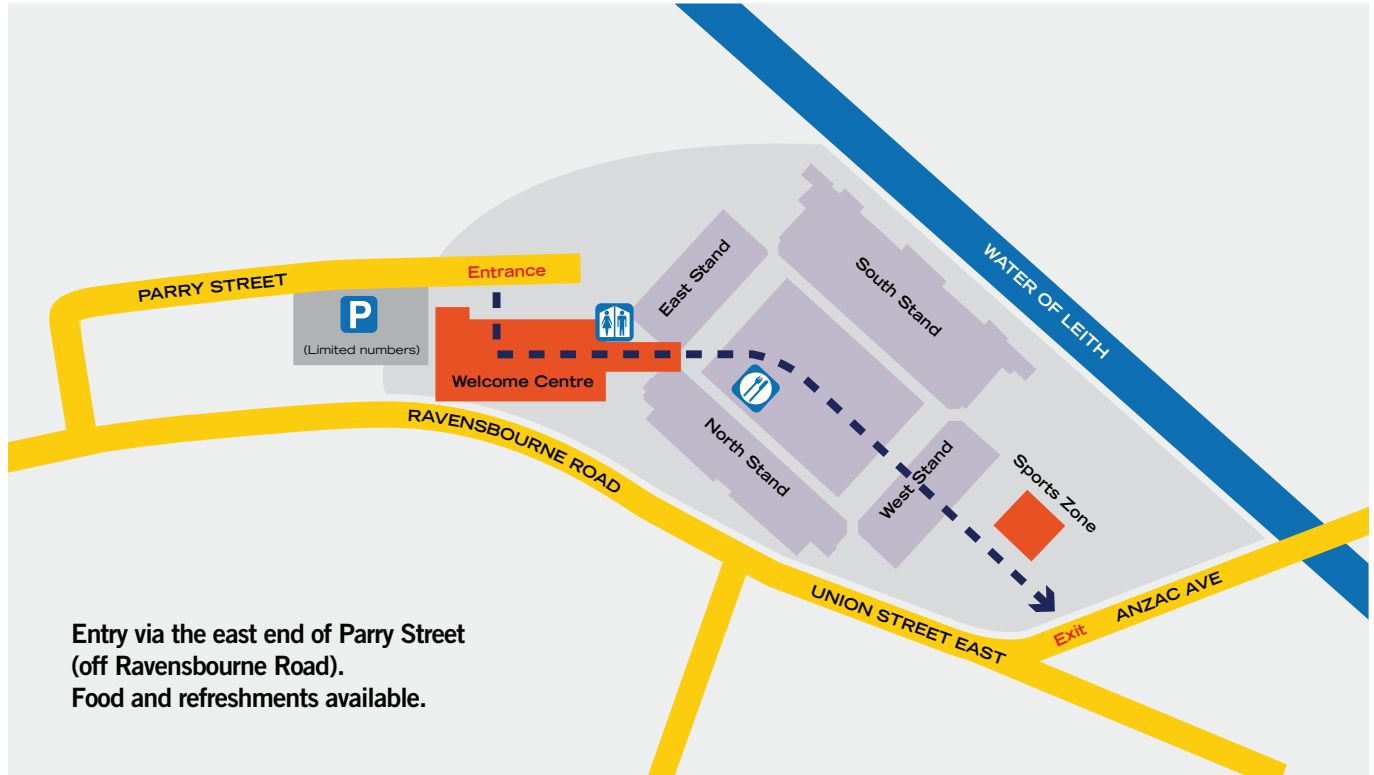 WATER OF LEITH
East Stand
South Stand
PARRY STREET
Entrance
P
(Limited numbers)
Welcome Centre
RAVENSBOURNE ROAD
North Stand
West Stand
Sports Zone
UNION STREET EAST
Exit
ANZAC AVE
Entry via the east end of Parry Street
(off Ravensbourne Road).
Food and refreshments available.